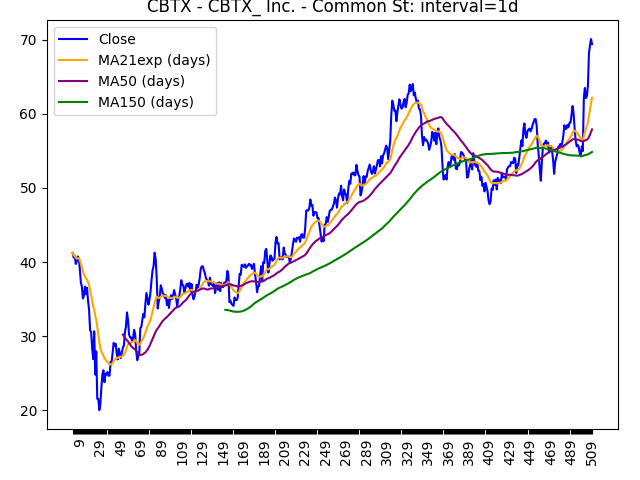 CBTX - CBTX_ Inc. - Common St: interval=1d
Close
MA21exp (days)
MA50 (days)
MA150 (days)
70
60
50
40
30
20
9 29 49 69 89 109 129 149 169 189 209 229 249 269 289 309 329 349 369 389 409 429 449 469 489 509